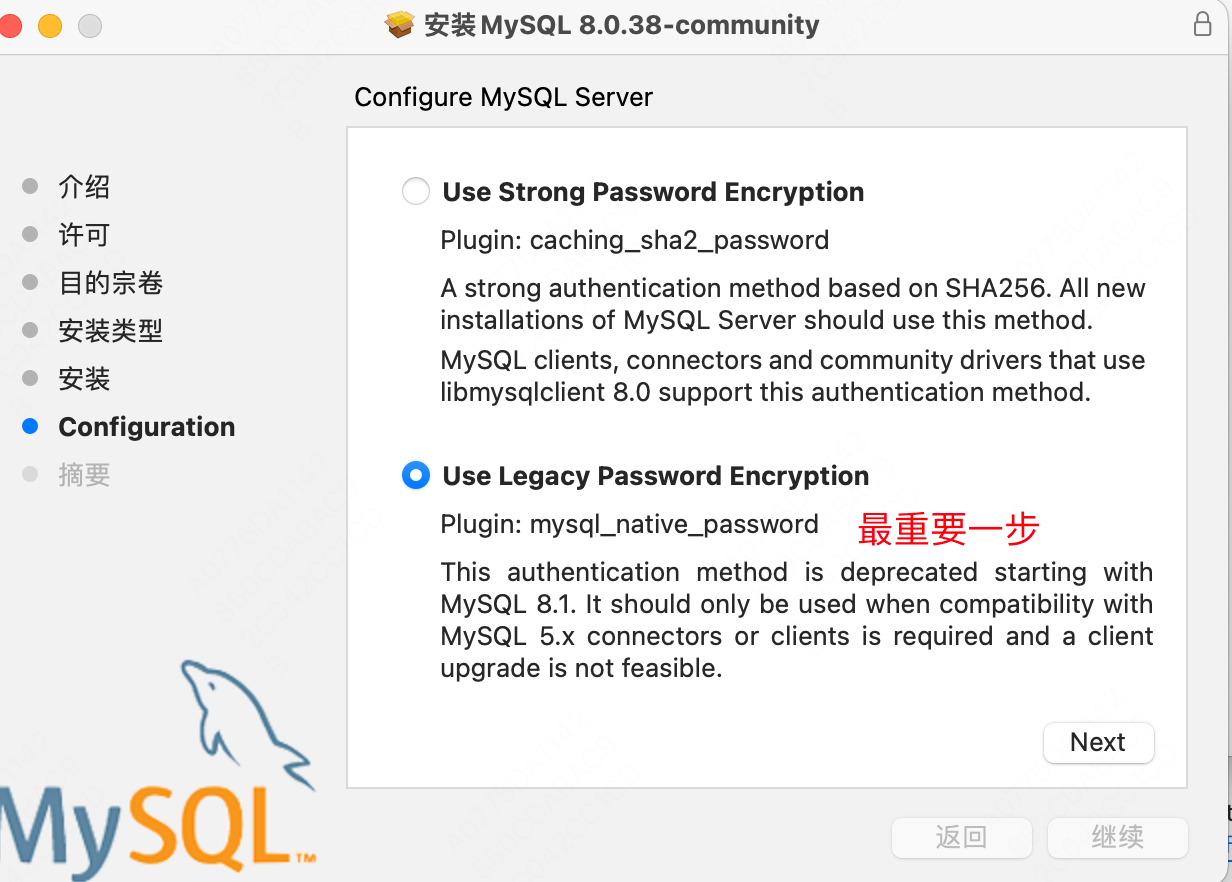 安装 MySQL 8.0.38-community
Configure MySQL Server
介绍
许可
目的宗卷
安装类型
安装
Configuration
摘要
Use Strong Password Encryption
Plugin: caching_sha2_password
A strong authentication method based on SHA256. All new
installations of MySQL Server should use this method.
MySQL clients, connectors and community drivers that use
libmysqlclient 8.0 support this authentication method.
Use Legacy Password Encryption
Plugin: mysql_native_password
最重要一步
This authentication method is deprecated starting with
MySQL 8.1. It should only be used when compatibility with
MySQL 5.x connectors or clients is required and a client
upgrade is not feasible.
Next
MySQL™
返回
继续